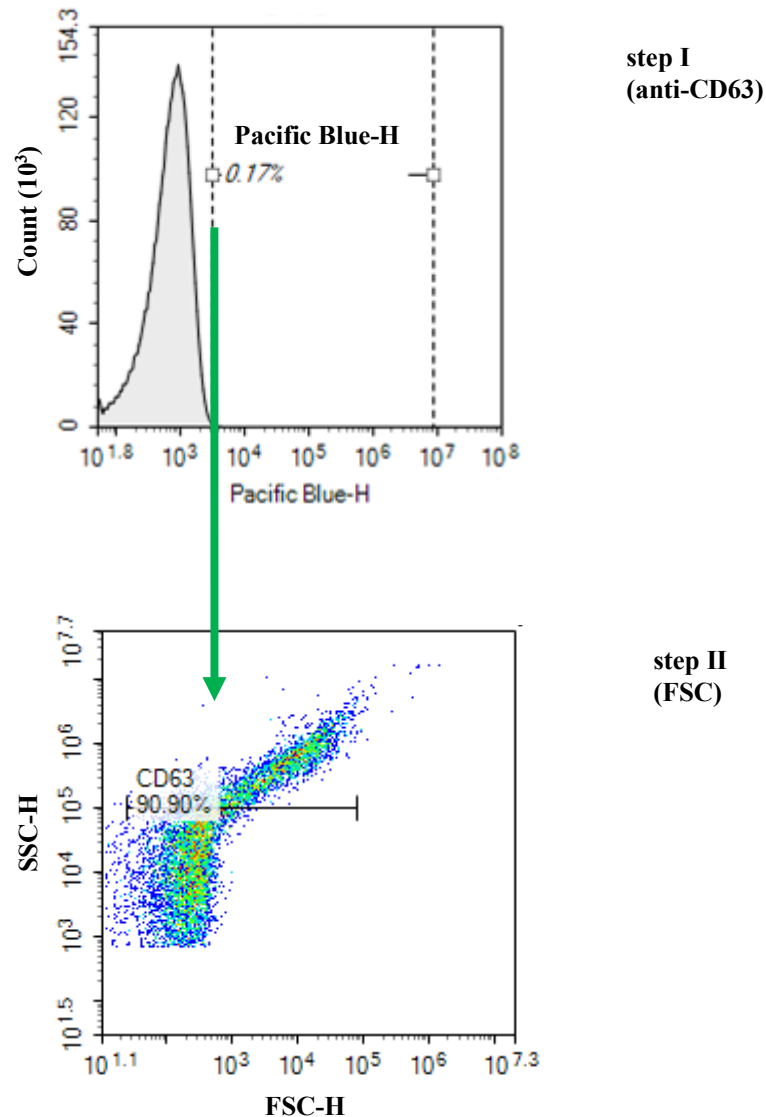 154.3
120
80
40
0
Count (10³)
Pacific Blue-H
0.17%
10^1.8 10³ 10⁴ 10⁵ 10⁶ 10⁷ 10⁸
Pacific Blue-H
step I
(anti-CD63)
10^7.7
10⁶
10⁵
10⁴
10³
10^1.5
SSC-H
CD63
90.90%
10^1.1 10³ 10⁴ 10⁵ 10⁶ 10^7.3
FSC-H
step II
(FSC)